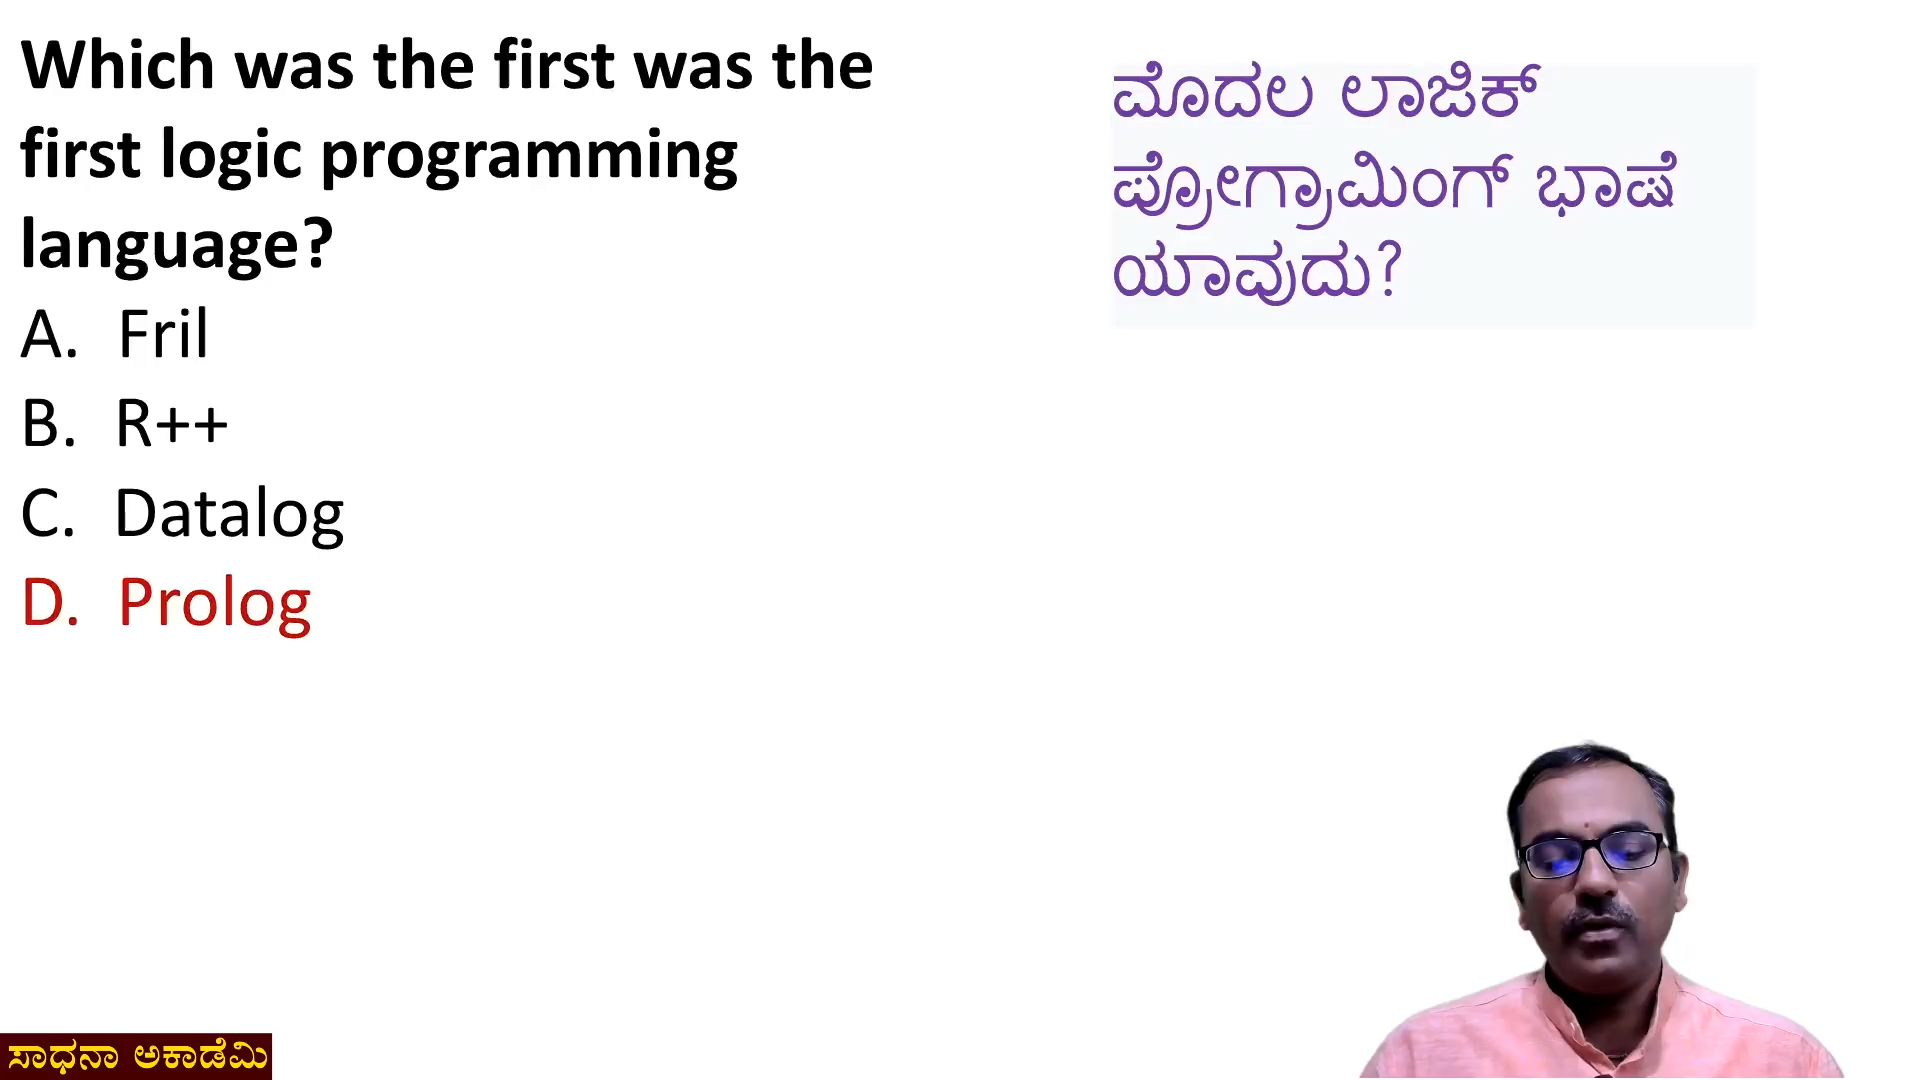 Which was the first was the
first logic programming
language?
A. Fril
B. R++
C. Datalog
D. Prolog
ಮೊದಲ ಲಾಜಿಕ್
ಪ್ರೋಗ್ರಾಮಿಂಗ್ ಭಾಷೆ
ಯಾವುದು?
ಸಾಧನಾ ಅಕಾಡೆಮಿ